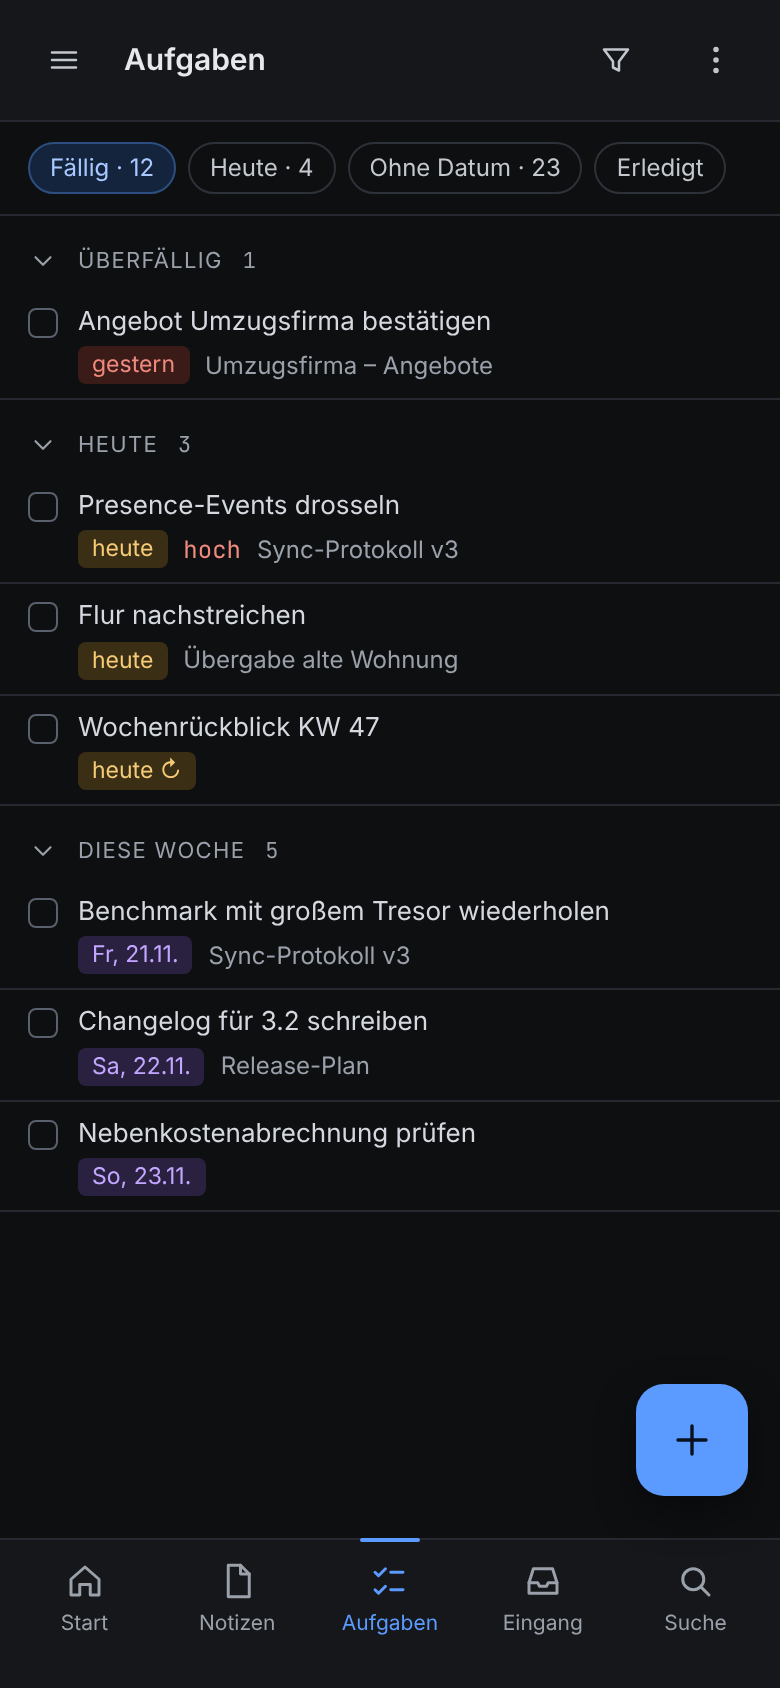 Aufgaben
Fällig · 12
Heute · 4
Ohne Datum · 23
Erledigt
ÜBERFÄLLIG 1
Angebot Umzugsfirma bestätigen
gestern Umzugsfirma – Angebote
HEUTE 3
Presence-Events drosseln
heute hoch Sync-Protokoll v3
Flur nachstreichen
heute Übergabe alte Wohnung
Wochenrückblick KW 47
heute
DIESE WOCHE 5
Benchmark mit großem Tresor wiederholen
Fr, 21.11. Sync-Protokoll v3
Changelog für 3.2 schreiben
Sa, 22.11. Release-Plan
Nebenkostenabrechnung prüfen
So, 23.11.
Start
Notizen
Aufgaben
Eingang
Suche